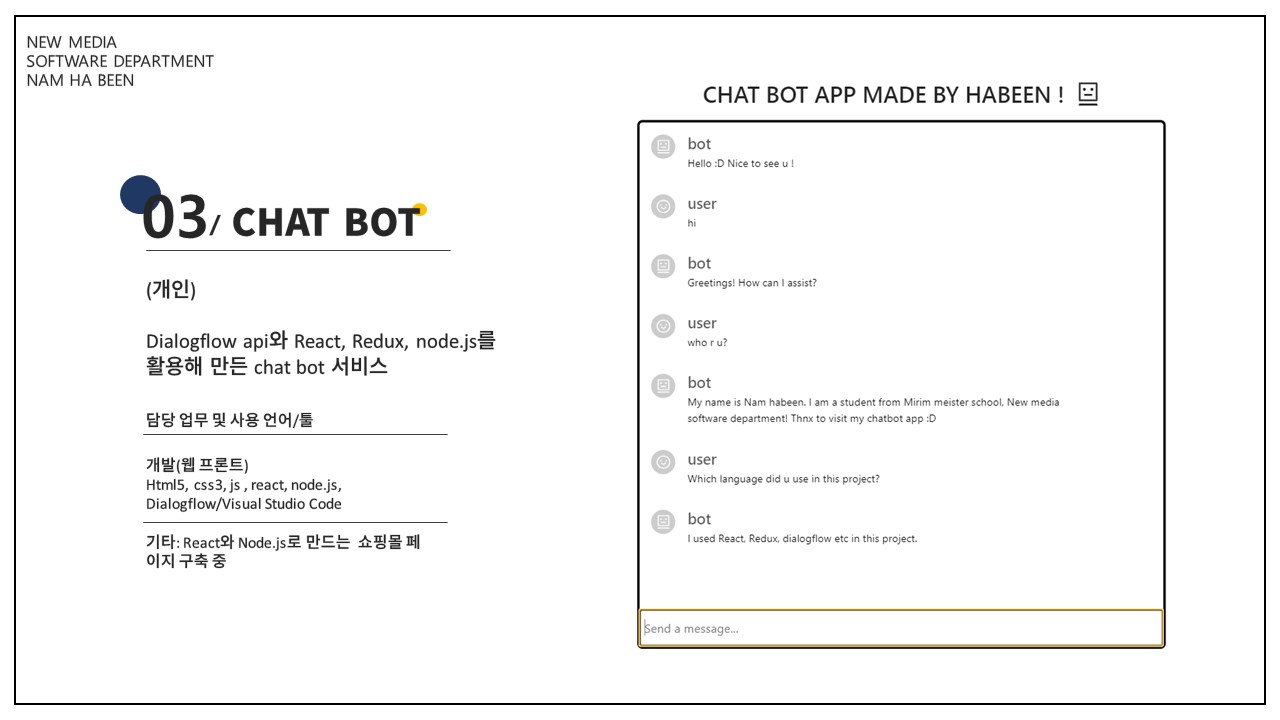 NEW MEDIA
SOFTWARE DEPARTMENT
NAM HA BEEN
03/ CHAT BOT
(개인)
Dialogflow api와 React, Redux, node.js를
활용해 만든 chat bot 서비스
담당 업무 및 사용 언어/툴
개발(웹 프론트)
Html5, css3, js , react, node.js,
Dialogflow/Visual Studio Code
기타: React와 Node.js로 만드는 쇼핑몰 페
이지 구축 중
CHAT BOT APP MADE BY HABEEN !
bot
Hello :D Nice to see u !
user
hi
bot
Greetings! How can I assist?
user
who r u?
bot
My name is Nam habeen. I am a student from Mirim meister school, New media
software department! Thnx to visit my chatbot app :D
user
Which language did u use in this project?
bot
I used React, Redux, dialogflow etc in this project.
Send a message...